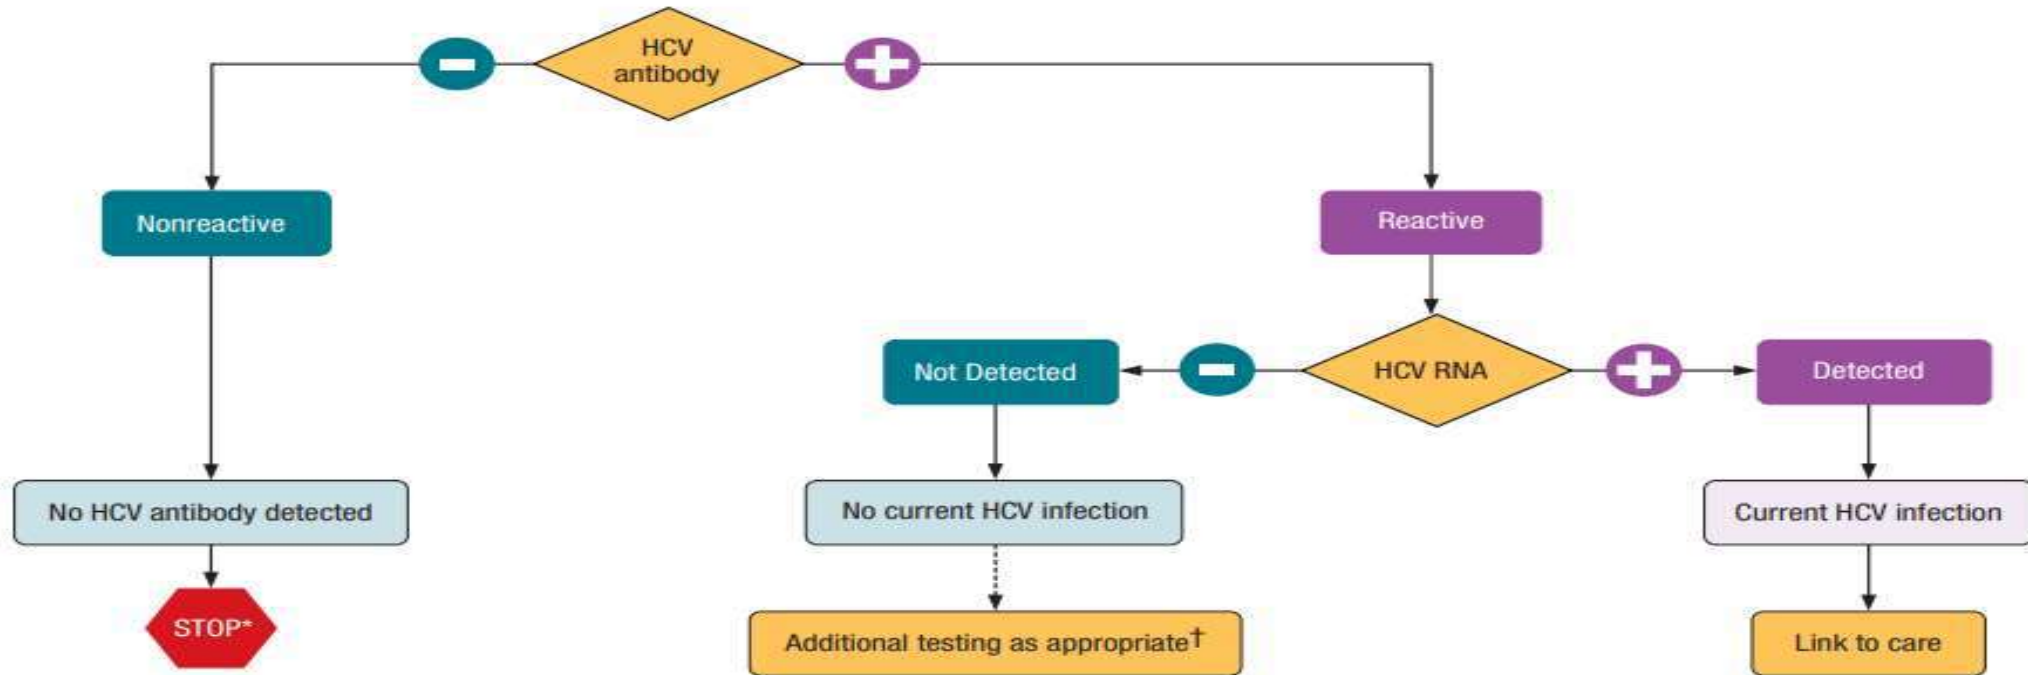 HCV
antibody
Nonreactive
Reactive
Not Detected
HCV RNA
Detected
No HCV antibody detected
No current HCV infection
Current HCV infection
STOP*
Additional testing as appropriate†
Link to care